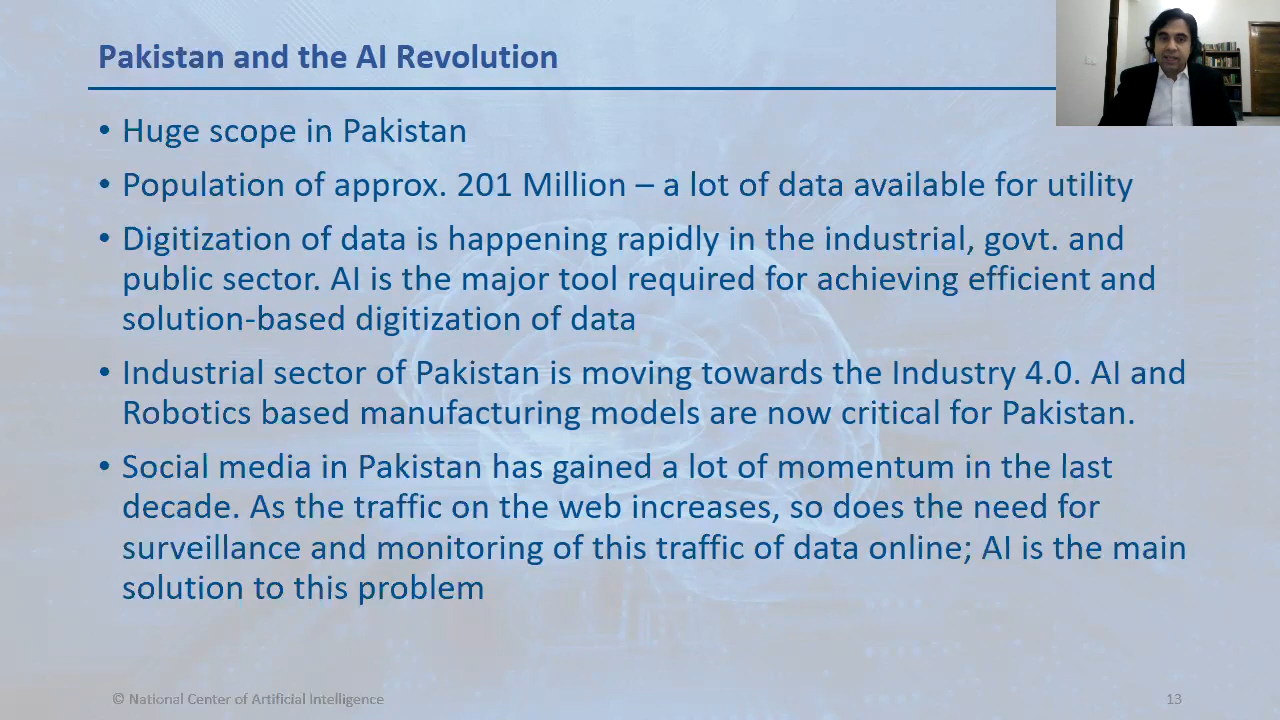 Pakistan and the AI Revolution
• Huge scope in Pakistan
• Population of approx. 201 Million – a lot of data available for utility
• Digitization of data is happening rapidly in the industrial, govt. and
public sector. AI is the major tool required for achieving efficient and
solution-based digitization of data
• Industrial sector of Pakistan is moving towards the Industry 4.0. AI and
Robotics based manufacturing models are now critical for Pakistan.
• Social media in Pakistan has gained a lot of momentum in the last
decade. As the traffic on the web increases, so does the need for
surveillance and monitoring of this traffic of data online; AI is the main
solution to this problem
© National Center of Artificial Intelligence
13